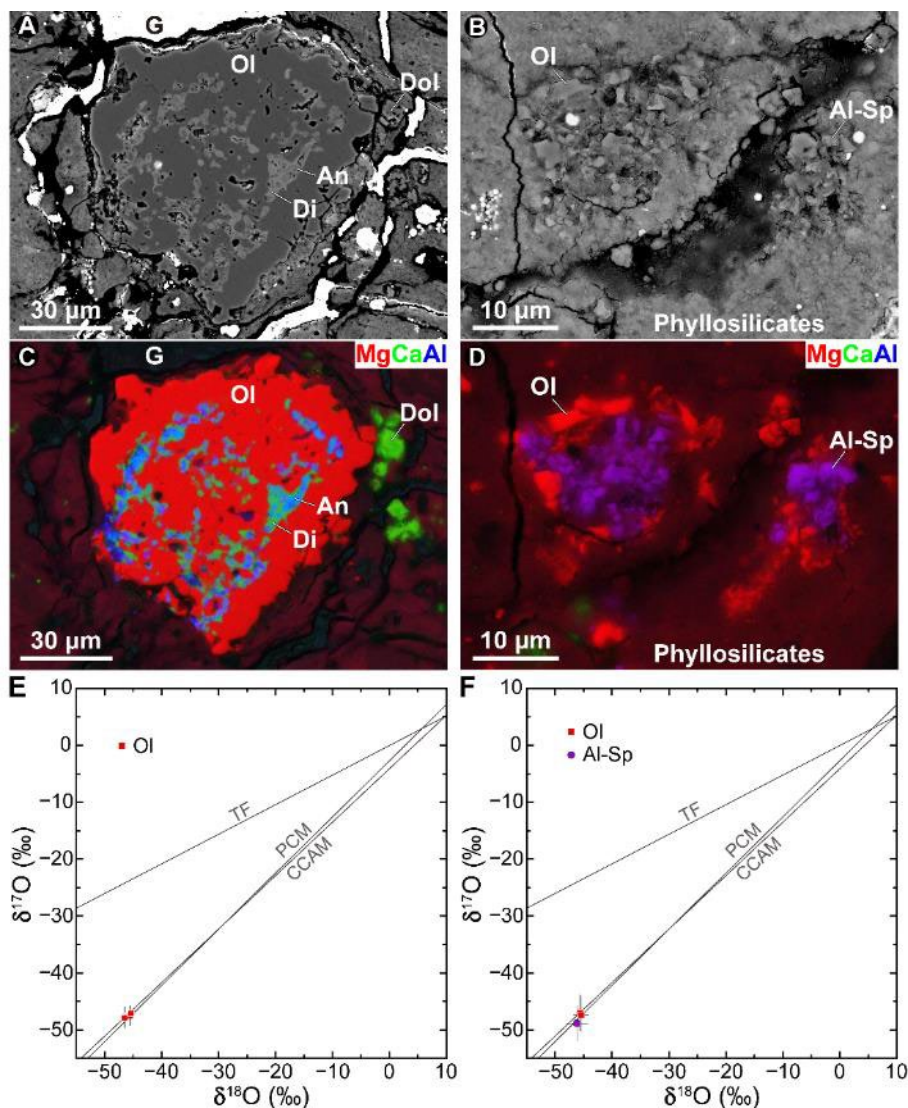 A
G
Ol
Dol
An
Di
30 μm
B
Ol
Al-Sp
10 μm
Phyllosilicates
C
G
MgCaAl
Ol
Dol
An
Di
30 μm
D
MgCaAl
Ol
Al-Sp
10 μm
Phyllosilicates
E
10
0
−10
−20
−30
−40
−50
δ17O (‰)
Ol
TF
PCM
CCAM
−50 −40 −30 −20 −10 0 10
δ18O (‰)
F
10
0
−10
−20
−30
−40
−50
δ17O (‰)
Ol
Al-Sp
TF
PCM
CCAM
−50 −40 −30 −20 −10 0 10
δ18O (‰)